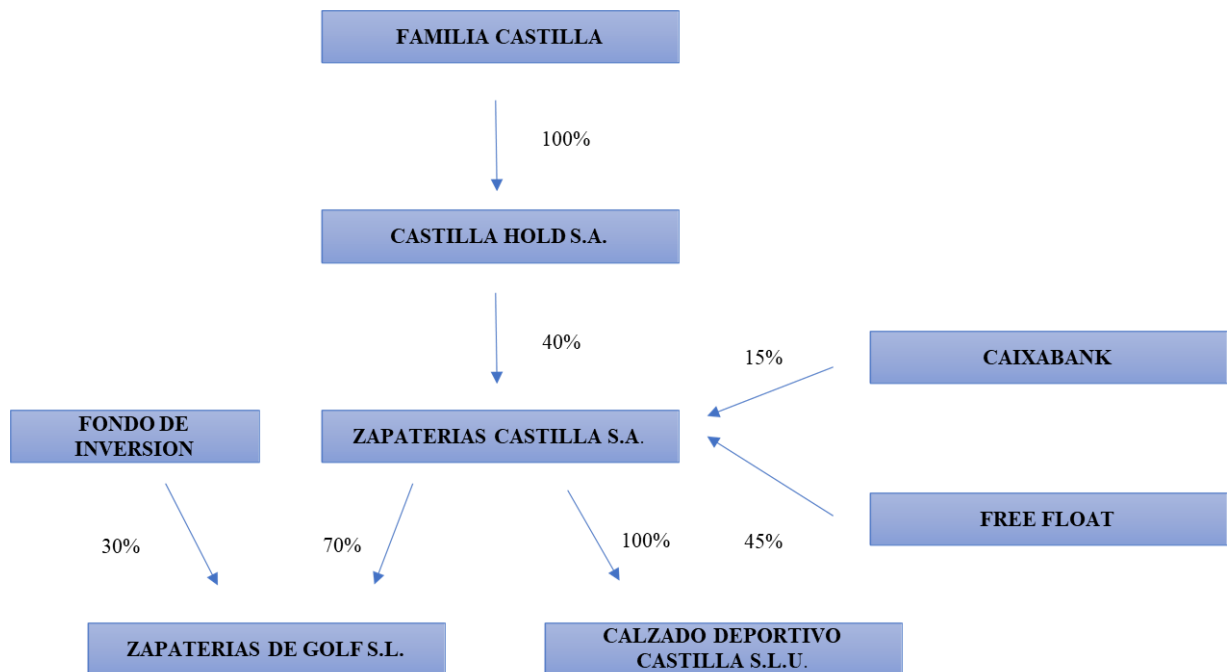 FAMILIA CASTILLA
100%
CASTILLA HOLD S.A.
40%
15%
CAIXABANK
FONDO DE
INVERSION
ZAPATERIAS CASTILLA S.A.
FREE FLOAT
30%
70%
100%
45%
ZAPATERIAS DE GOLF S.L.
CALZADO DEPORTIVO
CASTILLA S.L.U.